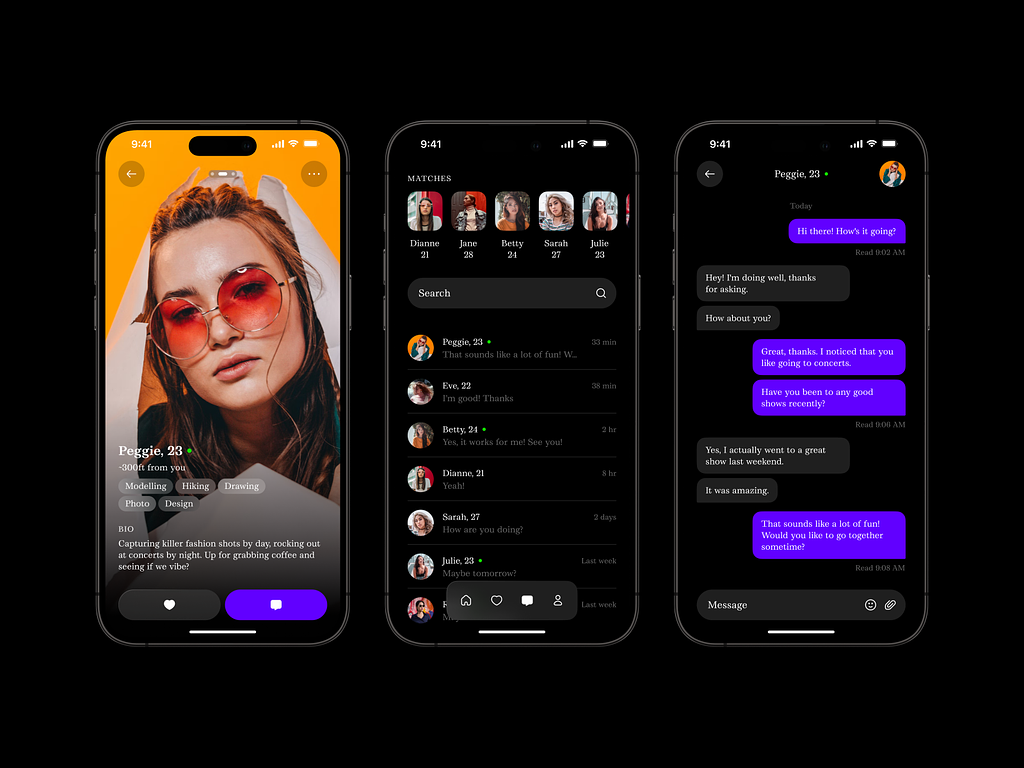 9:41
Peggie, 23
~300ft from you
Modelling Hiking Drawing
Photo Design
BIO
Capturing killer fashion shots by day, rocking out
at concerts by night. Up for grabbing coffee and
seeing if we vibe?
9:41
MATCHES
Dianne
21
Jane
28
Betty
24
Sarah
27
Julie
23
Search
Peggie, 23
33 min
That sounds like a lot of fun! W...
Eve, 22
38 min
I'm good! Thanks
Betty, 24
2 hr
Yes, it works for me! See you!
Dianne, 21
8 hr
Yeah!
Sarah, 27
2 days
How are you doing?
Julie, 23
Last week
Maybe tomorrow?
Last week
9:41
Peggie, 23
Today
Hi there! How's it going?
Read 9:02 AM
Hey! I'm doing well, thanks
for asking.
How about you?
Great, thanks. I noticed that you
like going to concerts.
Have you been to any good
shows recently?
Read 9:06 AM
Yes, I actually went to a great
show last weekend.
It was amazing.
That sounds like a lot of fun!
Would you like to go together
sometime?
Read 9:08 AM
Message